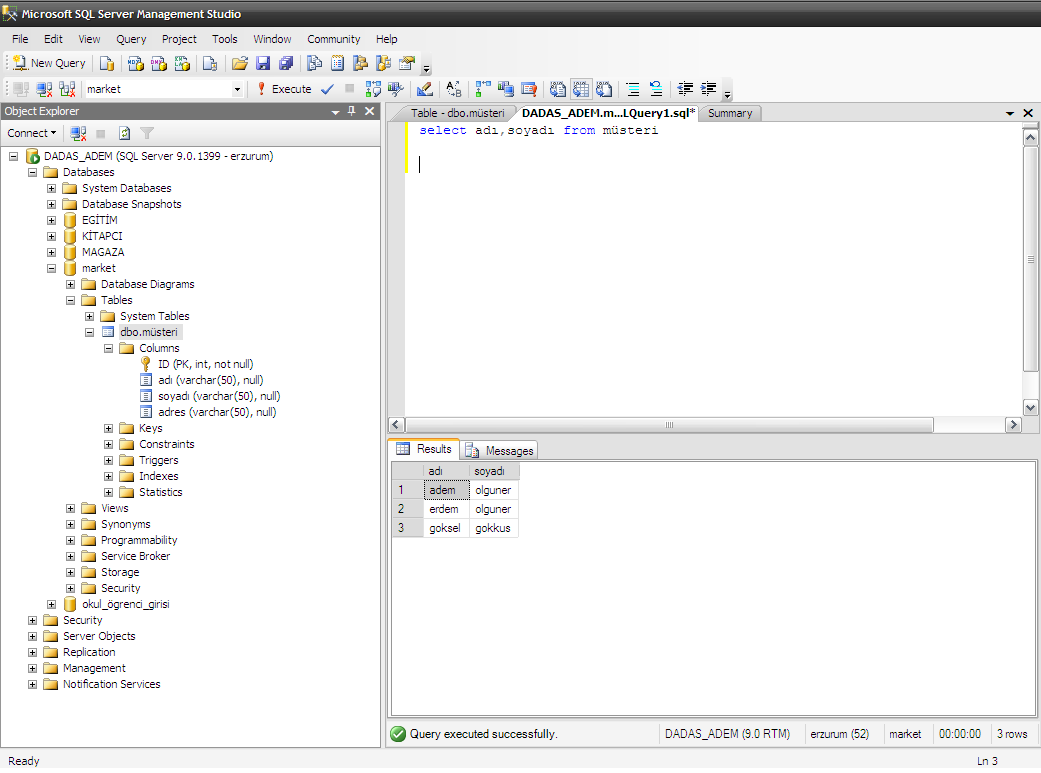 Microsoft SQL Server Management Studio
File Edit View Query Project Tools Window Community Help
New Query
market Execute
Object Explorer
Connect
DADAS_ADEM (SQL Server 9.0.1399 - erzurum)
Databases
System Databases
Database Snapshots
EGİTİM
KİTAPCI
MAGAZA
market
Database Diagrams
Tables
System Tables
dbo.müsteri
Columns
ID (PK, int, not null)
adı (varchar(50), null)
soyadı (varchar(50), null)
adres (varchar(50), null)
Keys
Constraints
Triggers
Indexes
Statistics
Views
Synonyms
Programmability
Service Broker
Storage
Security
okul_ögrenci_girisi
Security
Server Objects
Replication
Management
Notification Services
Table - dbo.müsteri DADAS_ADEM.m...LQuery1.sql* Summary
select adı,soyadı from müsteri
Results Messages
adı soyadı
1 adem olguner
2 erdem olguner
3 goksel gokkus
Query executed successfully. DADAS_ADEM (9.0 RTM) erzurum (52) market 00:00:00 3 rows
Ready Ln 3